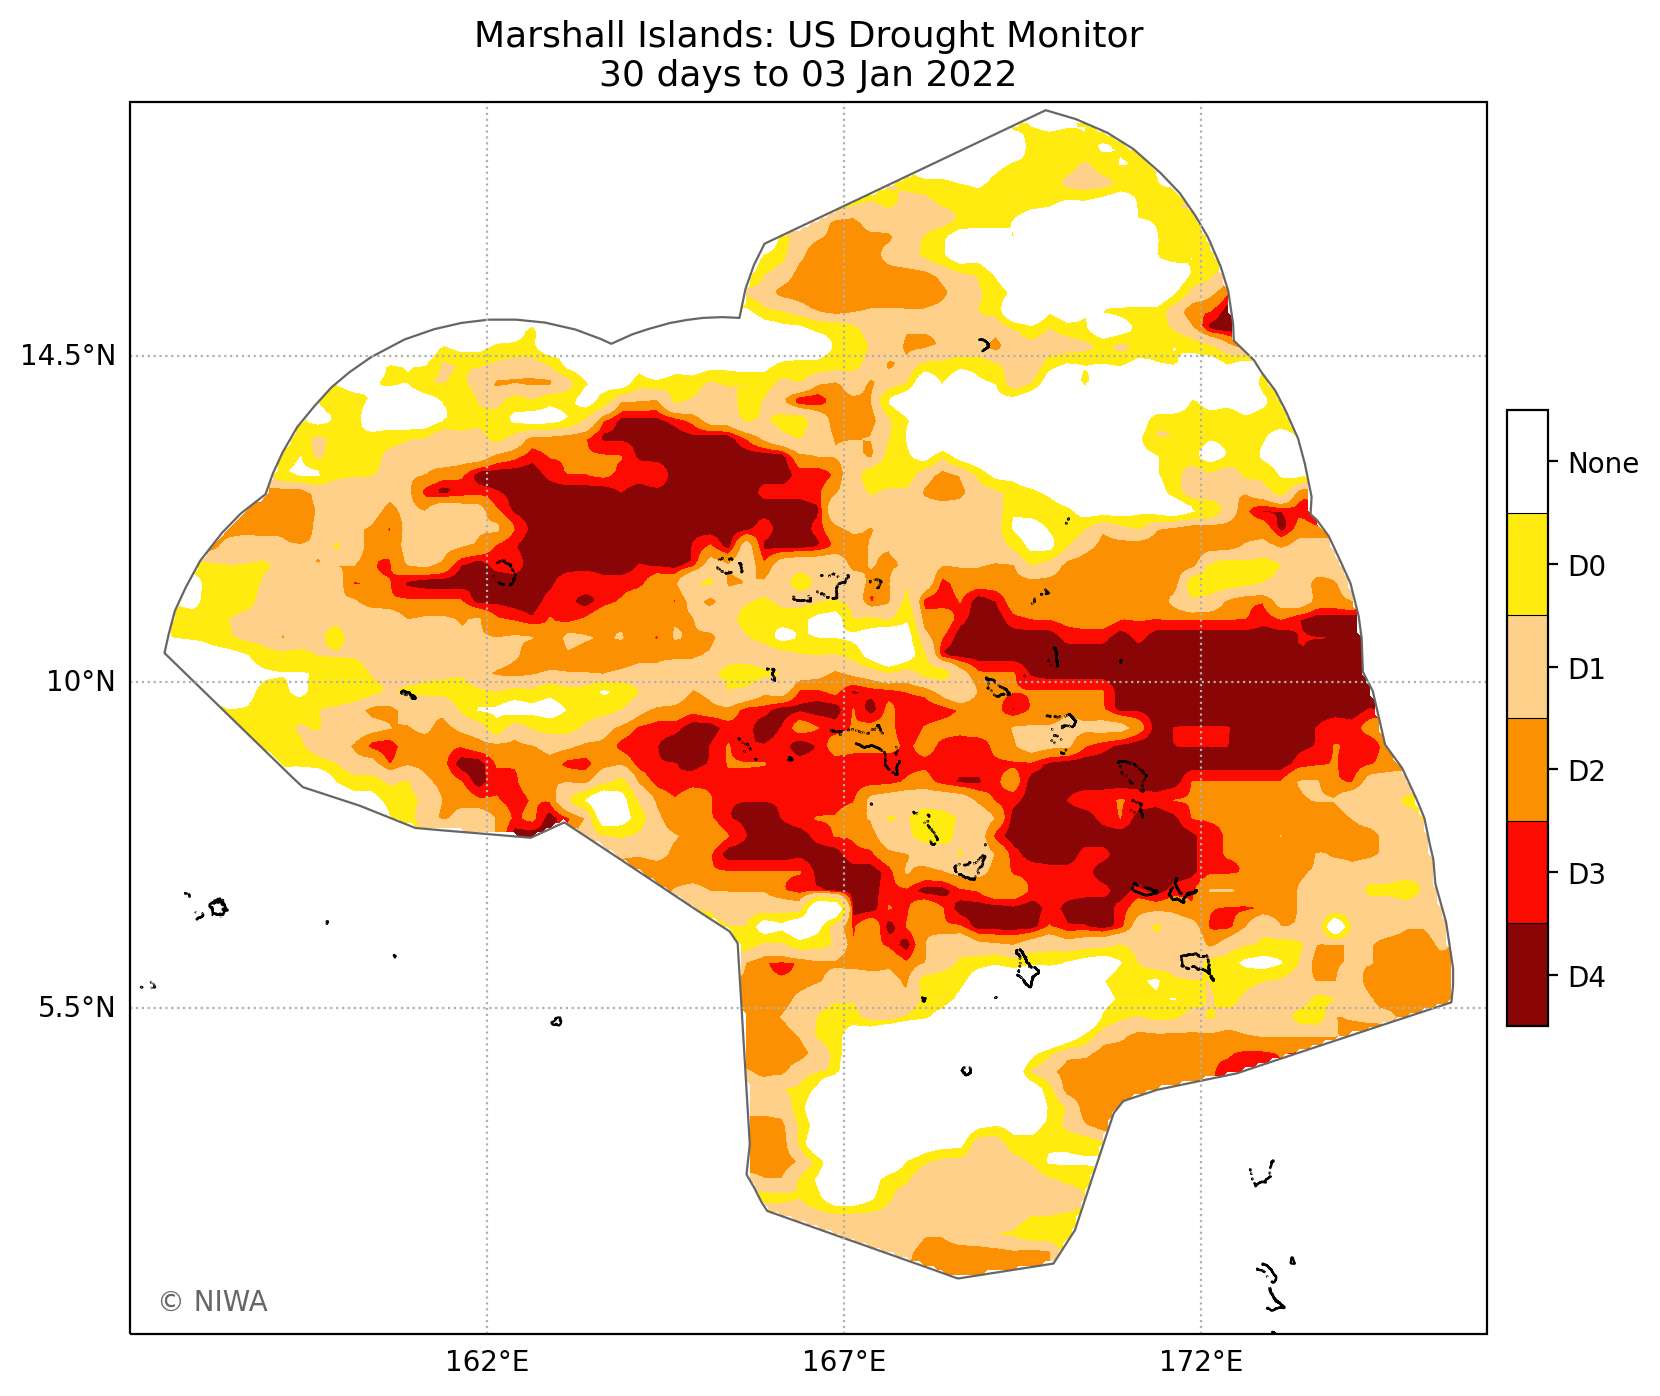 Marshall Islands: US Drought Monitor
30 days to 03 Jan 2022
14.5°N
10°N
5.5°N
162°E
167°E
172°E
None
D0
D1
D2
D3
D4
© NIWA